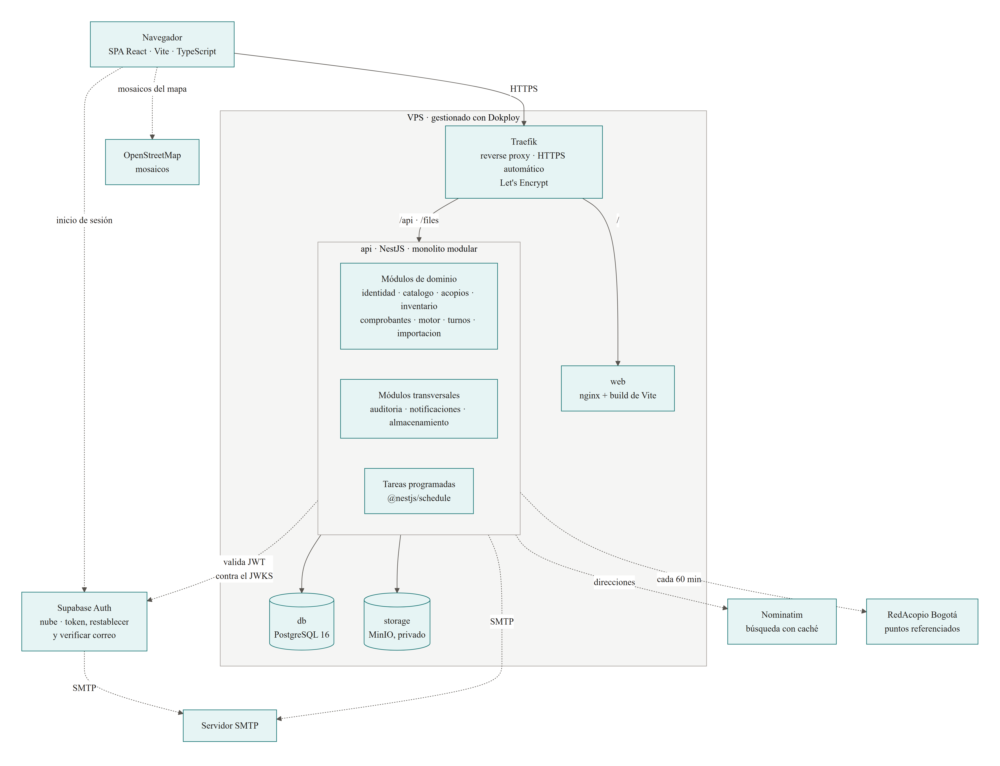 Navegador
SPA React · Vite · TypeScript
mosaicos del mapa
HTTPS
VPS · gestionado con Dokploy
Traefik
reverse proxy · HTTPS
automático
Let's Encrypt
OpenStreetMap
mosaicos
inicio de sesión
/api · /files
/
api · NestJS · monolito modular
Módulos de dominio
identidad · catalogo · acopios ·
inventario
comprobantes · motor · turnos ·
importacion
web
nginx + build de Vite
Módulos transversales
auditoria · notificaciones ·
almacenamiento
Tareas programadas
@nestjs/schedule
valida JWT
contra el JWKS
direcciones
cada 60 min
Supabase Auth
nube · token, restablecer
y verificar correo
db
PostgreSQL 16
storage
MinIO, privado
SMTP
Nominatim
búsqueda con caché
RedAcopio Bogotá
puntos referenciados
SMTP
Servidor SMTP